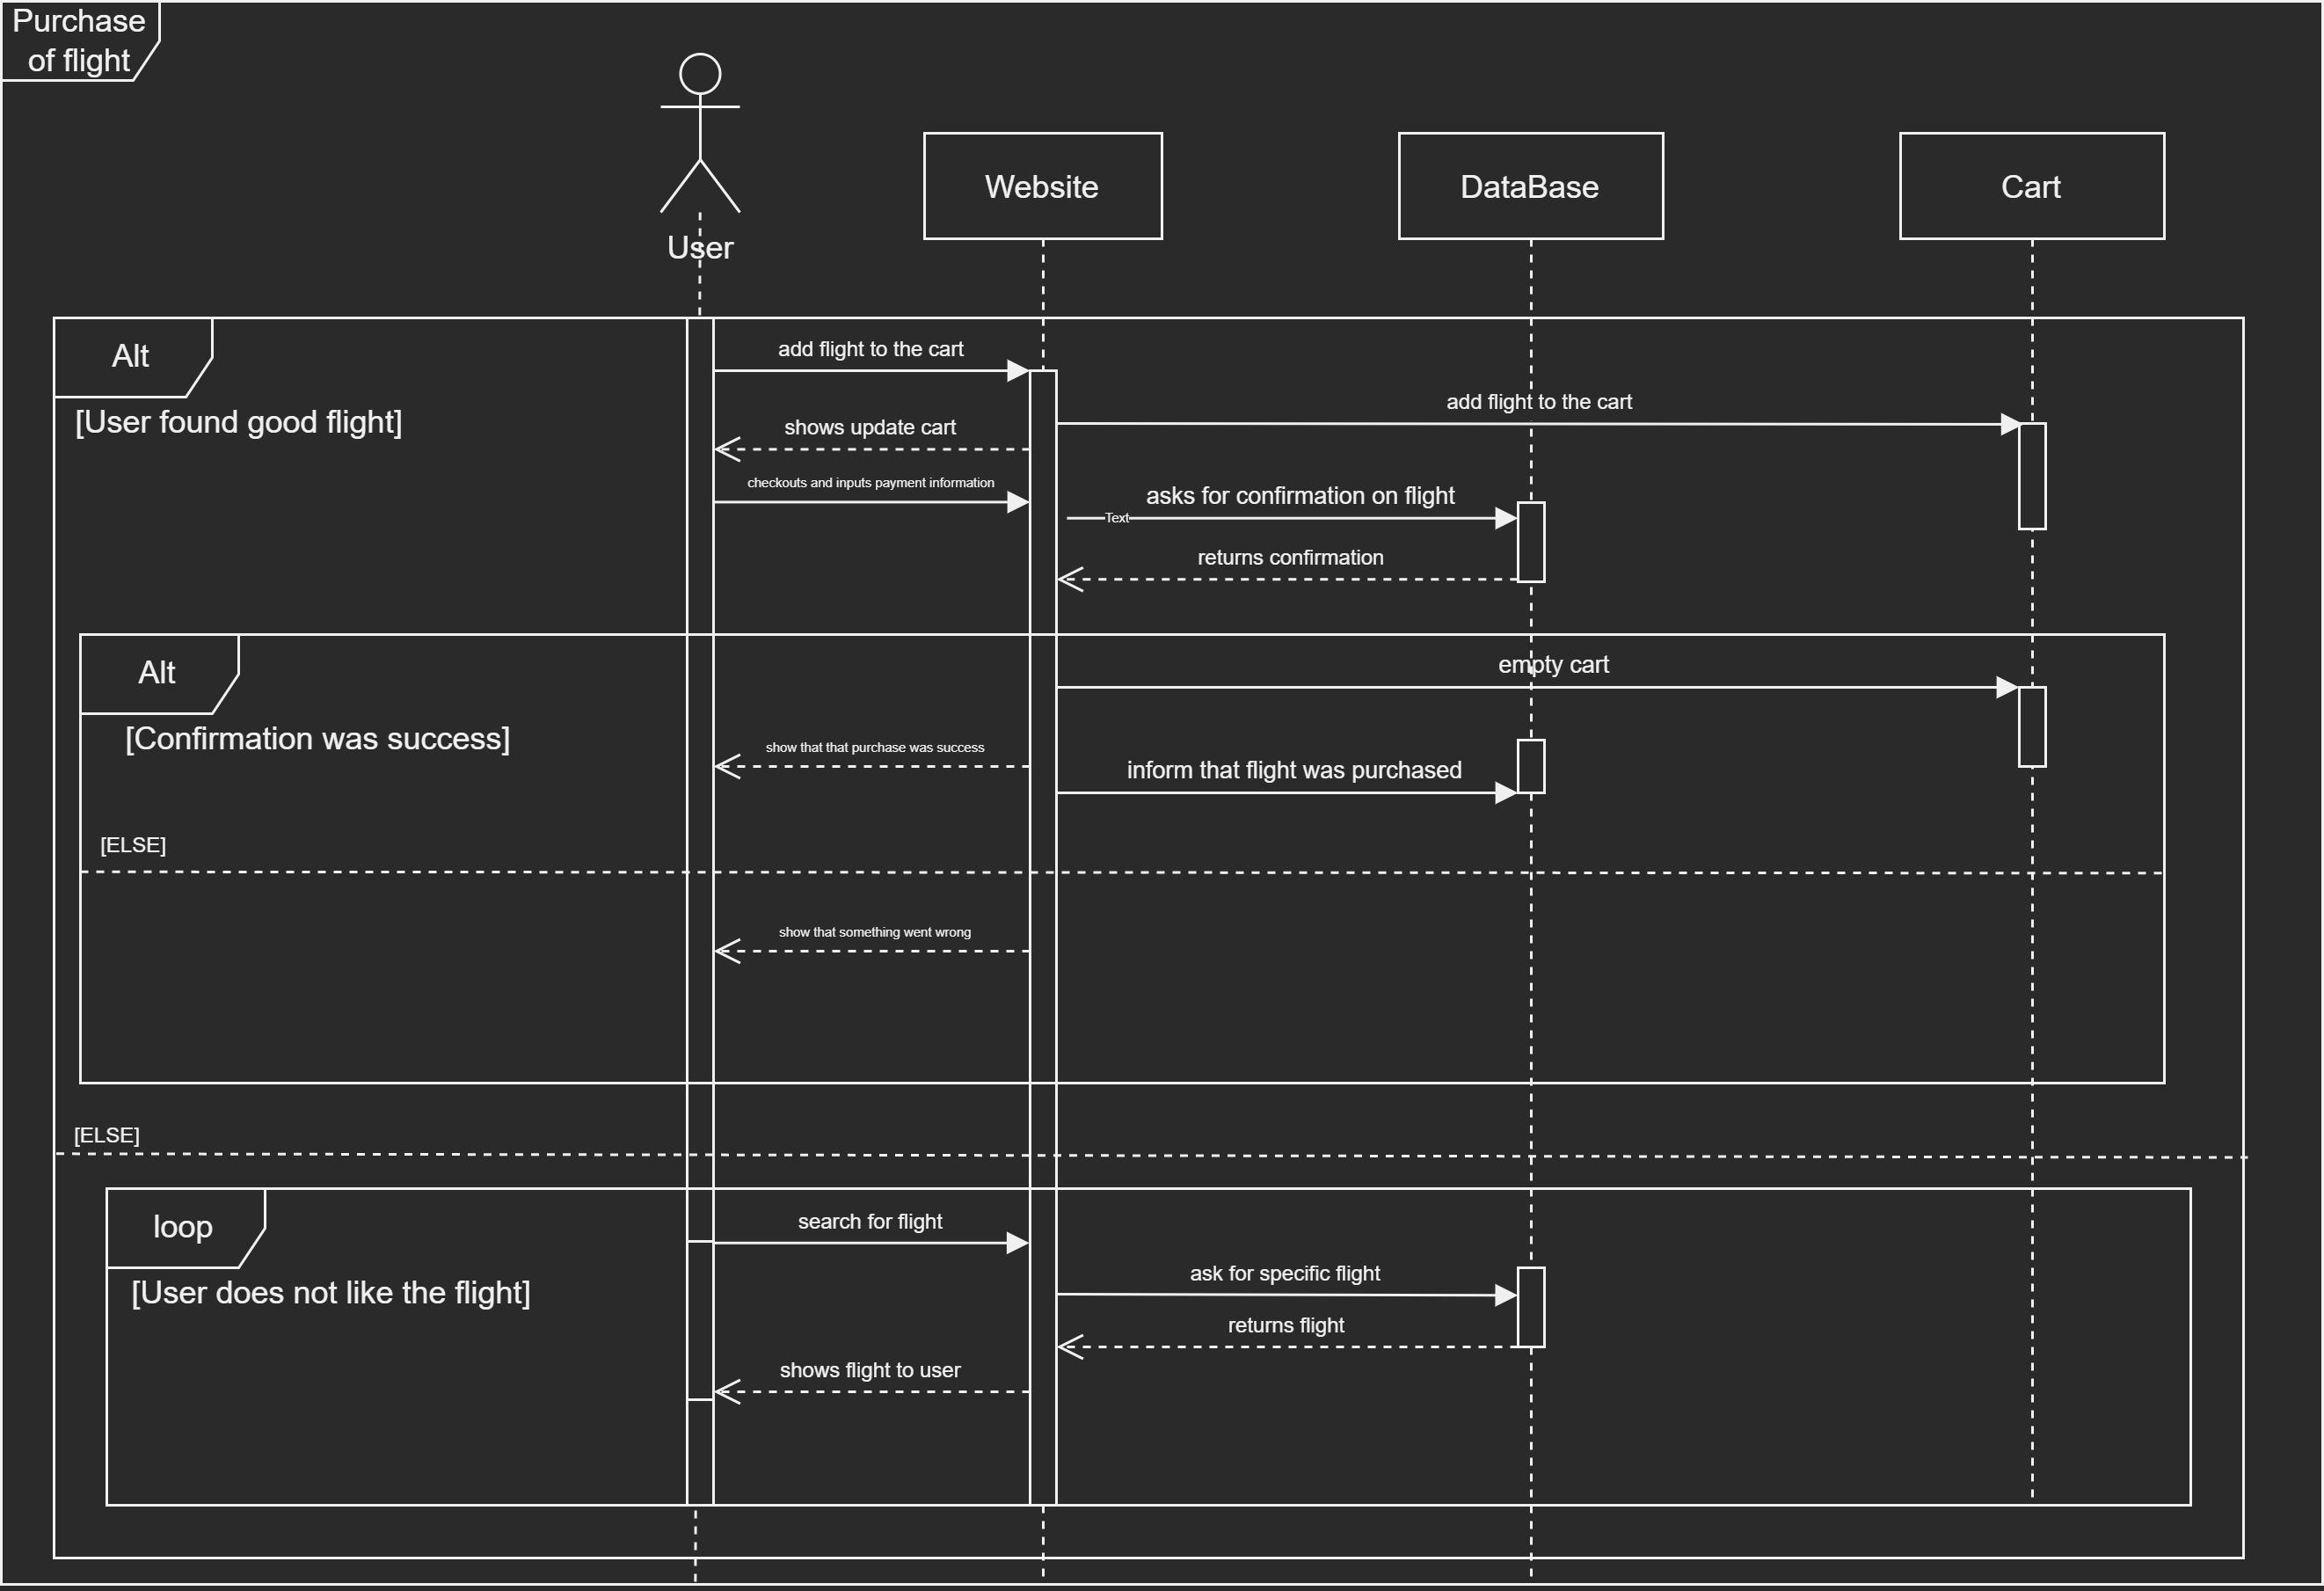 Purchase
of flight
User
Website
DataBase
Cart
Alt
[User found good flight]
add flight to the cart
add flight to the cart
shows update cart
checkouts and inputs payment information
asks for confirmation on flight
Text
returns confirmation
Alt
[Confirmation was success]
empty cart
show that that purchase was success
inform that flight was purchased
[ELSE]
show that something went wrong
[ELSE]
loop
[User does not like the flight]
search for flight
ask for specific flight
returns flight
shows flight to user